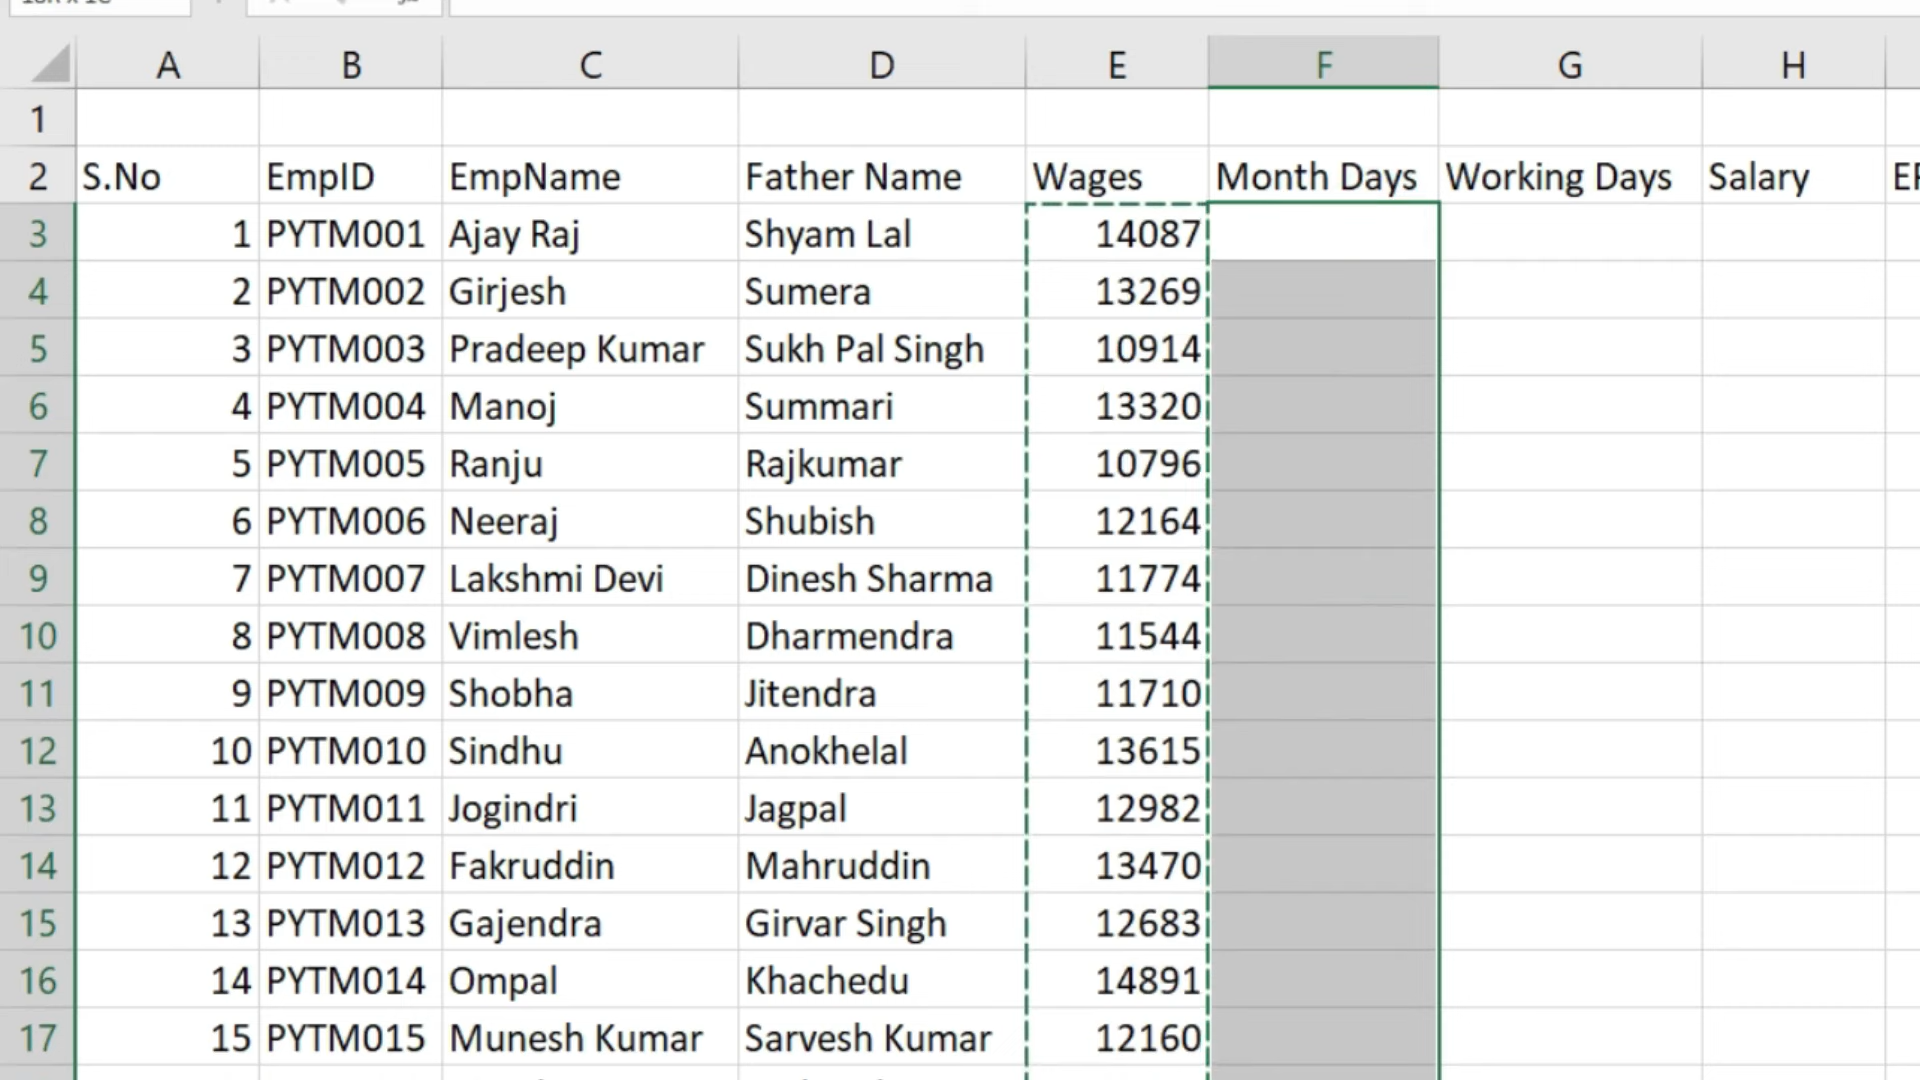 A B C D E F G H
1
2 S.No EmpID EmpName Father Name Wages Month Days Working Days Salary
3 1 PYTM001 Ajay Raj Shyam Lal 14087
4 2 PYTM002 Girjesh Sumera 13269
5 3 PYTM003 Pradeep Kumar Sukh Pal Singh 10914
6 4 PYTM004 Manoj Summari 13320
7 5 PYTM005 Ranju Rajkumar 10796
8 6 PYTM006 Neeraj Shubish 12164
9 7 PYTM007 Lakshmi Devi Dinesh Sharma 11774
10 8 PYTM008 Vimlesh Dharmendra 11544
11 9 PYTM009 Shobha Jitendra 11710
12 10 PYTM010 Sindhu Anokhelal 13615
13 11 PYTM011 Jogindri Jagpal 12982
14 12 PYTM012 Fakruddin Mahruddin 13470
15 13 PYTM013 Gajendra Girvar Singh 12683
16 14 PYTM014 Ompal Khachedu 14891
17 15 PYTM015 Munesh Kumar Sarvesh Kumar 12160